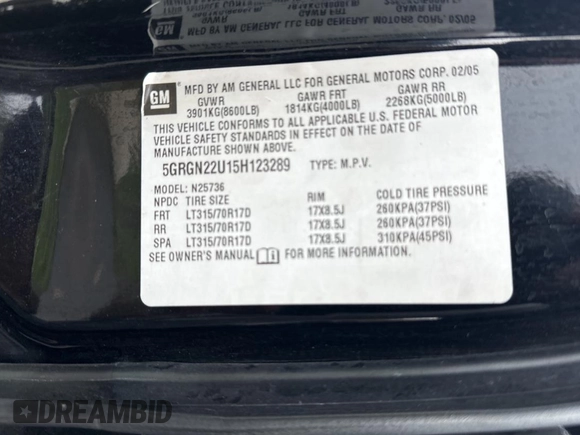 MFD BY AM GENERAL LLC FOR GENERAL MOTORS CORP. 02/05
GM
GVWR GAWR FRT GAWR RR
3901KG(8600LB) 1814KG(4000LB) 2268KG(5000LB)
THIS VEHICLE CONFORMS TO ALL APPLICABLE U.S. FEDERAL MOTOR
VEHICLE SAFETY STANDARDS IN EFFECT ON THE DATE OF
MANUFACTURE SHOWN ABOVE.
5GRGN22U15H123289 TYPE: M.P.V.
MODEL: N25736
NPDC TIRE SIZE RIM COLD TIRE PRESSURE
FRT LT315/70R17D 17X8.5J 260KPA(37PSI)
RR LT315/70R17D 17X8.5J 260KPA(37PSI)
SPA LT315/70R17D 17X8.5J 310KPA(45PSI)
SEE OWNER'S MANUAL FOR MORE INFORMATION.
DREAMBID